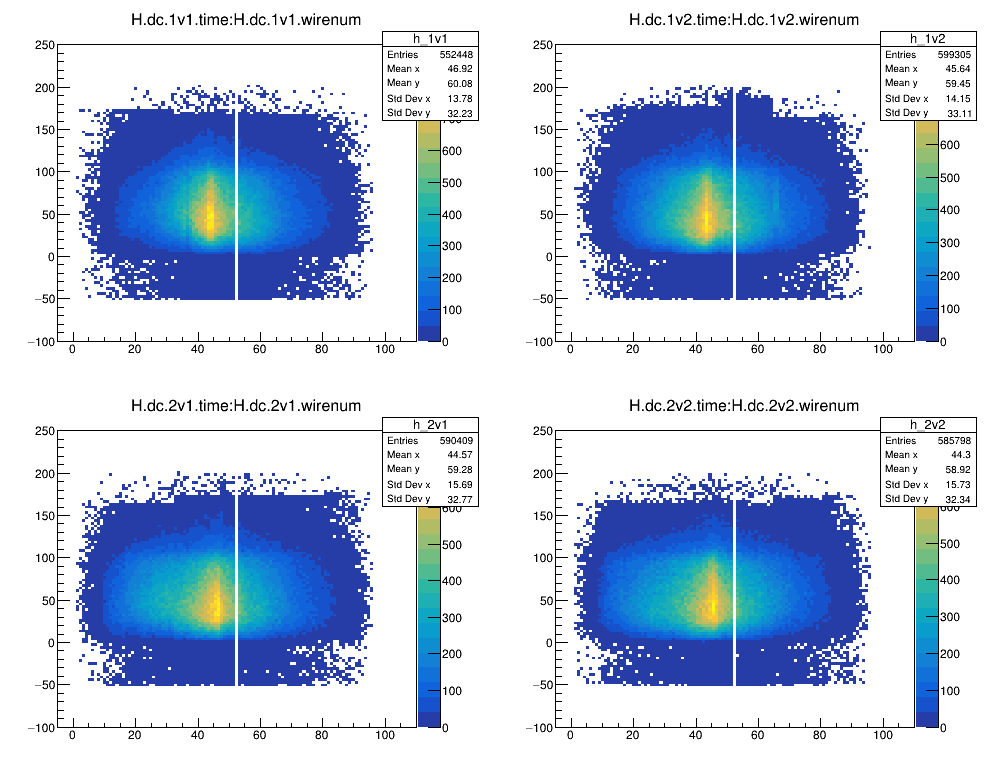 H.dc.1v1.time:H.dc.1v1.wirenum
h_1v1
Entries 552448
Mean x 46.92
Mean y 60.08
Std Dev x 13.78
Std Dev y 32.23
250
200
150
100
50
0
−50
−100
0 20 40 60 80 100
600
500
400
300
200
100
0
H.dc.1v2.time:H.dc.1v2.wirenum
h_1v2
Entries 599305
Mean x 45.64
Mean y 59.45
Std Dev x 14.15
Std Dev y 33.11
250
200
150
100
50
0
−50
−100
0 20 40 60 80 100
600
500
400
300
200
100
0
H.dc.2v1.time:H.dc.2v1.wirenum
h_2v1
Entries 590409
Mean x 44.57
Mean y 59.28
Std Dev x 15.69
Std Dev y 32.77
250
200
150
100
50
0
−50
−100
0 20 40 60 80 100
600
500
400
300
200
100
0
H.dc.2v2.time:H.dc.2v2.wirenum
h_2v2
Entries 585798
Mean x 44.3
Mean y 58.92
Std Dev x 15.73
Std Dev y 32.34
250
200
150
100
50
0
−50
−100
0 20 40 60 80 100
600
500
400
300
200
100
0